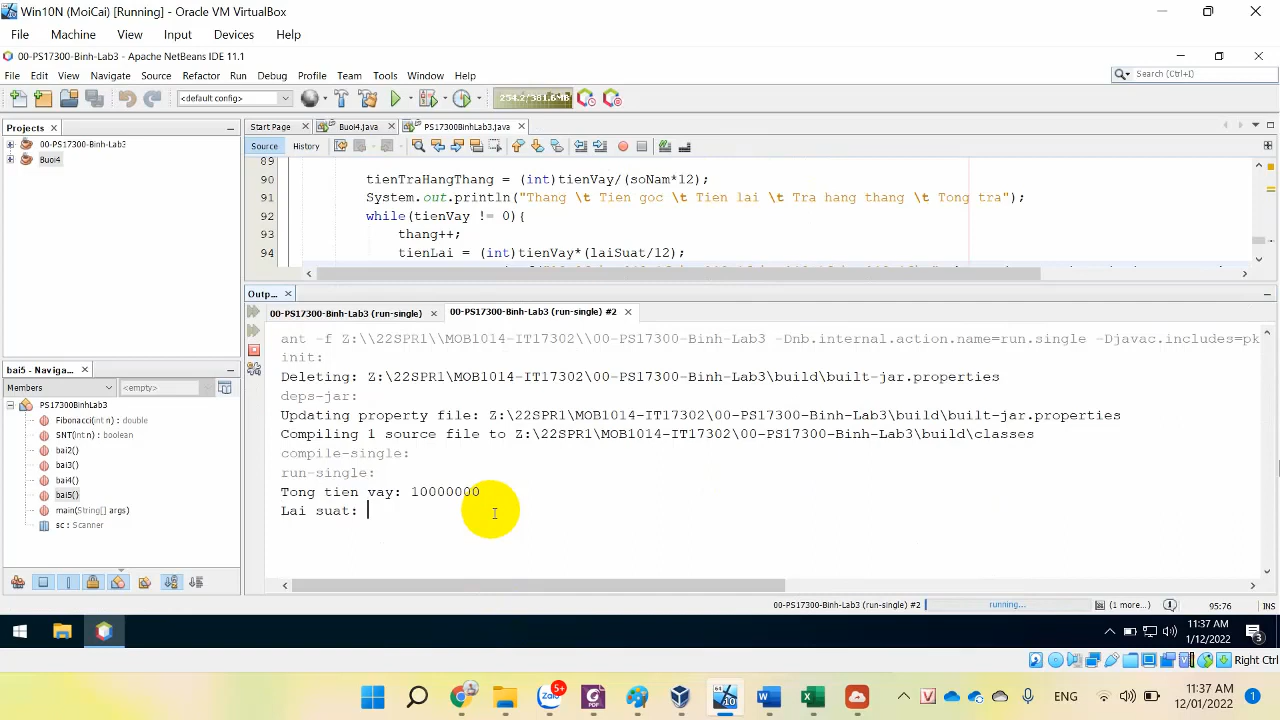 Win10N (MoiCai) [Running] - Oracle VM VirtualBox
File Machine View Input Devices Help
00-PS17300-Binh-Lab3 - Apache NetBeans IDE 11.1
File Edit View Navigate Source Refactor Run Debug Profile Team Tools Window Help
Search (Ctrl+I)
<default config>
254.2/381.6MB
Projects
Start Page Buoi4.java PS17300BinhLab3.java
00-PS17300-Binh-Lab3
Buoi4
Source History
89
90 tienTraHangThang = (int)tienVay/(soNam*12);
91 System.out.println("Thang \t Tien goc \t Tien lai \t Tra hang thang \t Tong tra");
92 while(tienVay != 0){
93 thang++;
94 tienLai = (int)tienVay*(laiSuat/12);
Outp...
00-PS17300-Binh-Lab3 (run-single) 00-PS17300-Binh-Lab3 (run-single) #2
ant -f Z:\\22SPR1\\MOB1014-IT17302\\00-PS17300-Binh-Lab3 -Dnb.internal.action.name=run.single -Djavac.includes=pk
init:
Deleting: Z:\22SPR1\MOB1014-IT17302\00-PS17300-Binh-Lab3\build\built-jar.properties
deps-jar:
Updating property file: Z:\22SPR1\MOB1014-IT17302\00-PS17300-Binh-Lab3\build\built-jar.properties
Compiling 1 source file to Z:\22SPR1\MOB1014-IT17302\00-PS17300-Binh-Lab3\build\classes
compile-single:
run-single:
Tong tien vay: 10000000
Lai suat:
bai5 - Naviga...
Members <empty>
PS17300BinhLab3
Fibonacci(int n) : double
SNT(int n) : boolean
bai2()
bai3()
bai4()
bai5()
main(String[] args)
sc : Scanner
00-PS17300-Binh-Lab3 (run-single) #2 running... (1 more...) 95:76 INS
11:37 AM
1/12/2022
3
Right Ctrl
5+
ENG
11:37 AM
12/01/2022
1